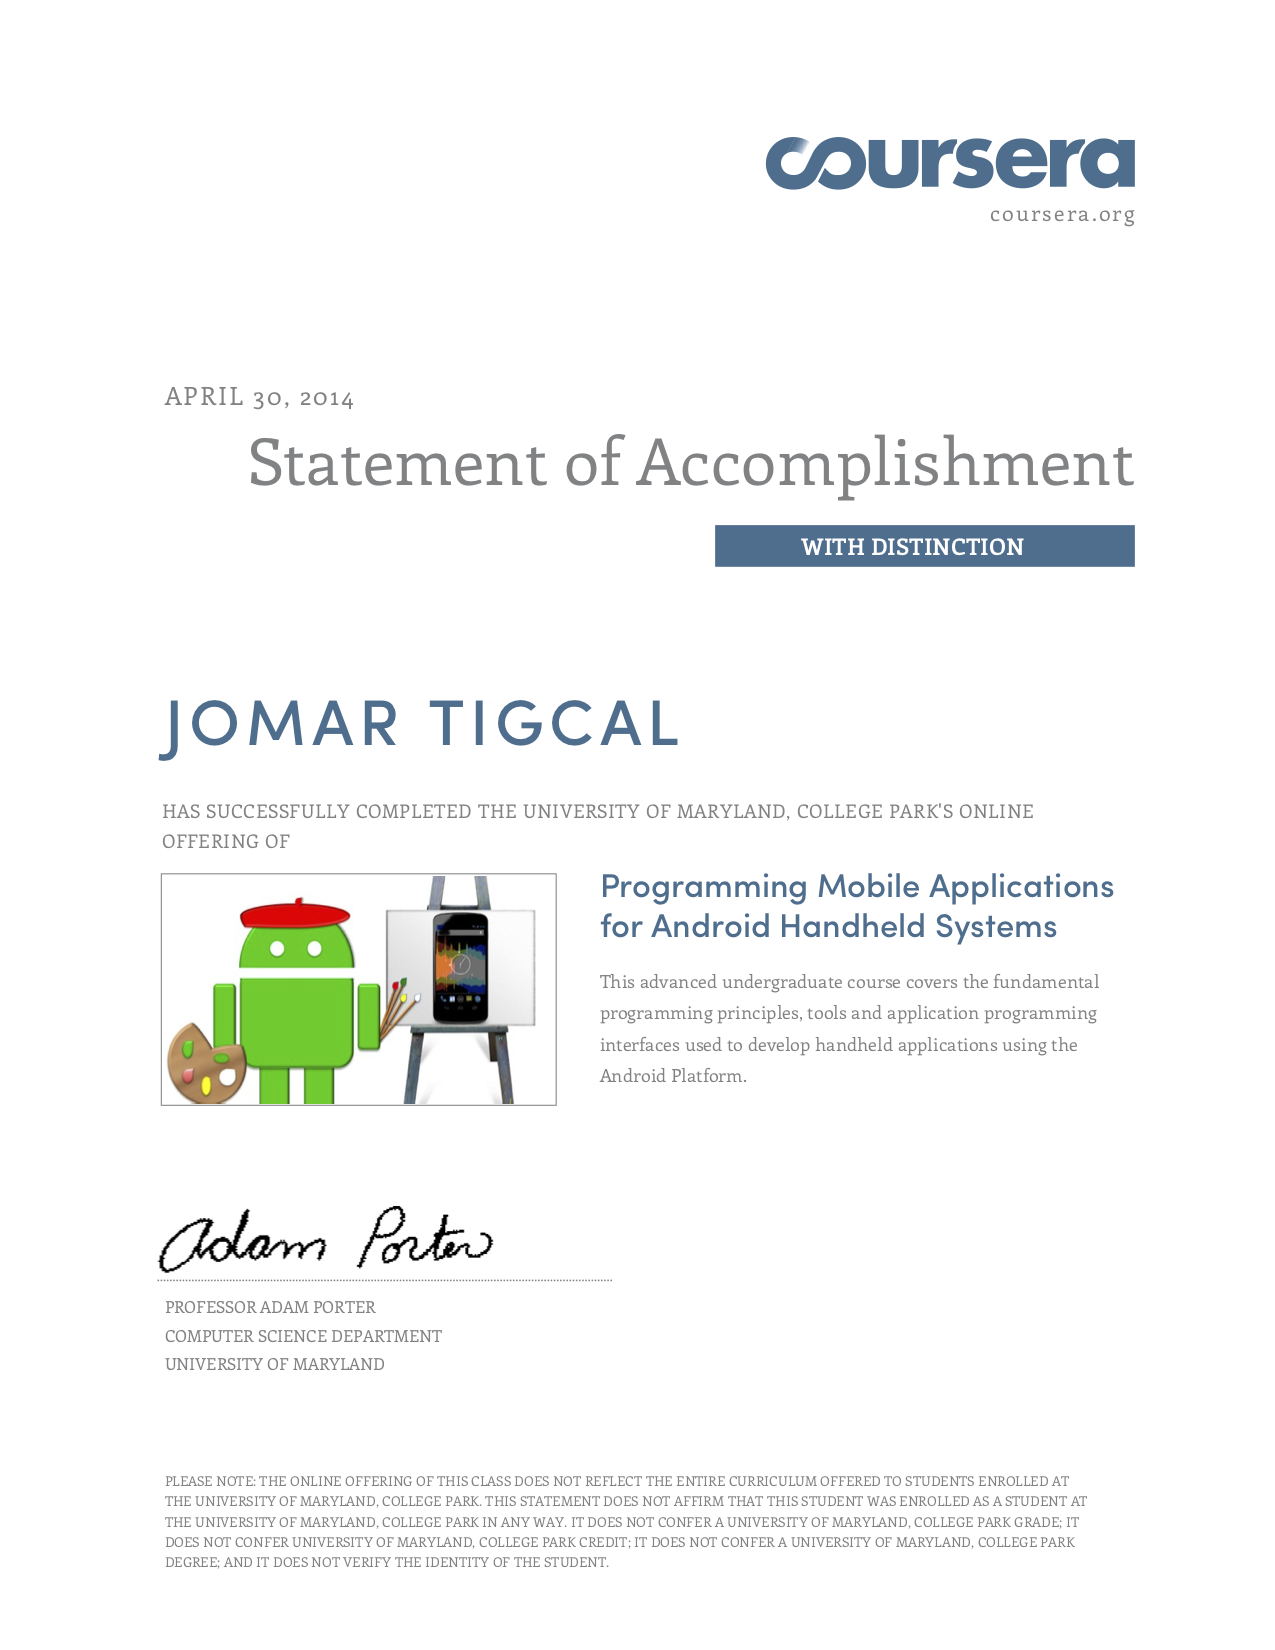 coursera
coursera.org
APRIL 30, 2014
Statement of Accomplishment
WITH DISTINCTION
JOMAR TIGCAL
HAS SUCCESSFULLY COMPLETED THE UNIVERSITY OF MARYLAND, COLLEGE PARK'S ONLINE
OFFERING OF
Programming Mobile Applications
for Android Handheld Systems
This advanced undergraduate course covers the fundamental
programming principles, tools and application programming
interfaces used to develop handheld applications using the
Android Platform.
Adam Porter
PROFESSOR ADAM PORTER
COMPUTER SCIENCE DEPARTMENT
UNIVERSITY OF MARYLAND
PLEASE NOTE: THE ONLINE OFFERING OF THIS CLASS DOES NOT REFLECT THE ENTIRE CURRICULUM OFFERED TO STUDENTS ENROLLED AT
THE UNIVERSITY OF MARYLAND, COLLEGE PARK. THIS STATEMENT DOES NOT AFFIRM THAT THIS STUDENT WAS ENROLLED AS A STUDENT AT
THE UNIVERSITY OF MARYLAND, COLLEGE PARK IN ANY WAY. IT DOES NOT CONFER A UNIVERSITY OF MARYLAND, COLLEGE PARK GRADE; IT
DOES NOT CONFER UNIVERSITY OF MARYLAND, COLLEGE PARK CREDIT; IT DOES NOT CONFER A UNIVERSITY OF MARYLAND, COLLEGE PARK
DEGREE; AND IT DOES NOT VERIFY THE IDENTITY OF THE STUDENT.